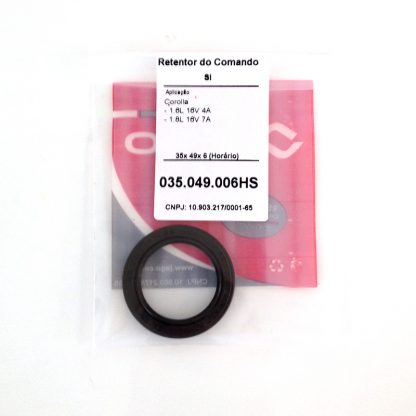 Retentor do Comando
SI
Aplicação
Corolla
- 1.6L 16V 4A
- 1.8L 16V 7A
35x 49x 6 (Horário)
035.049.006HS
CNPJ: 10.903.217/0001-65